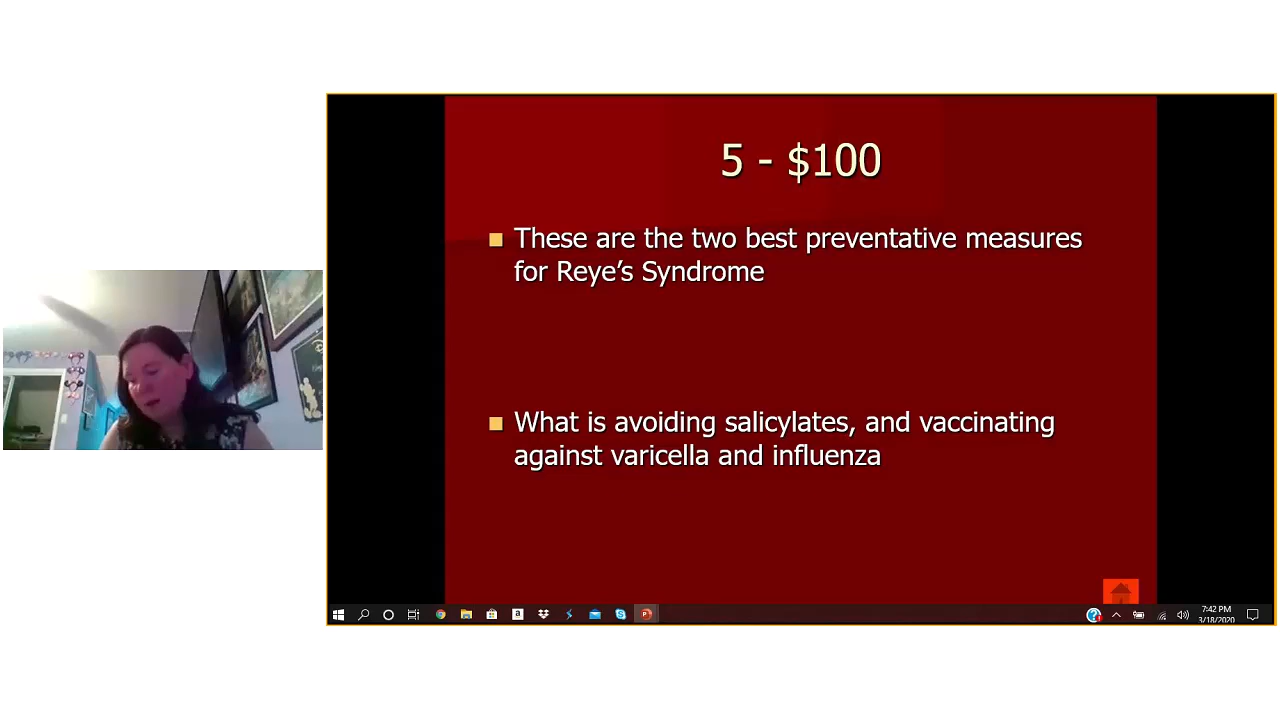 5 - $100
These are the two best preventative measures
for Reye's Syndrome
What is avoiding salicylates, and vaccinating
against varicella and influenza
7:42 PM
3/18/2020